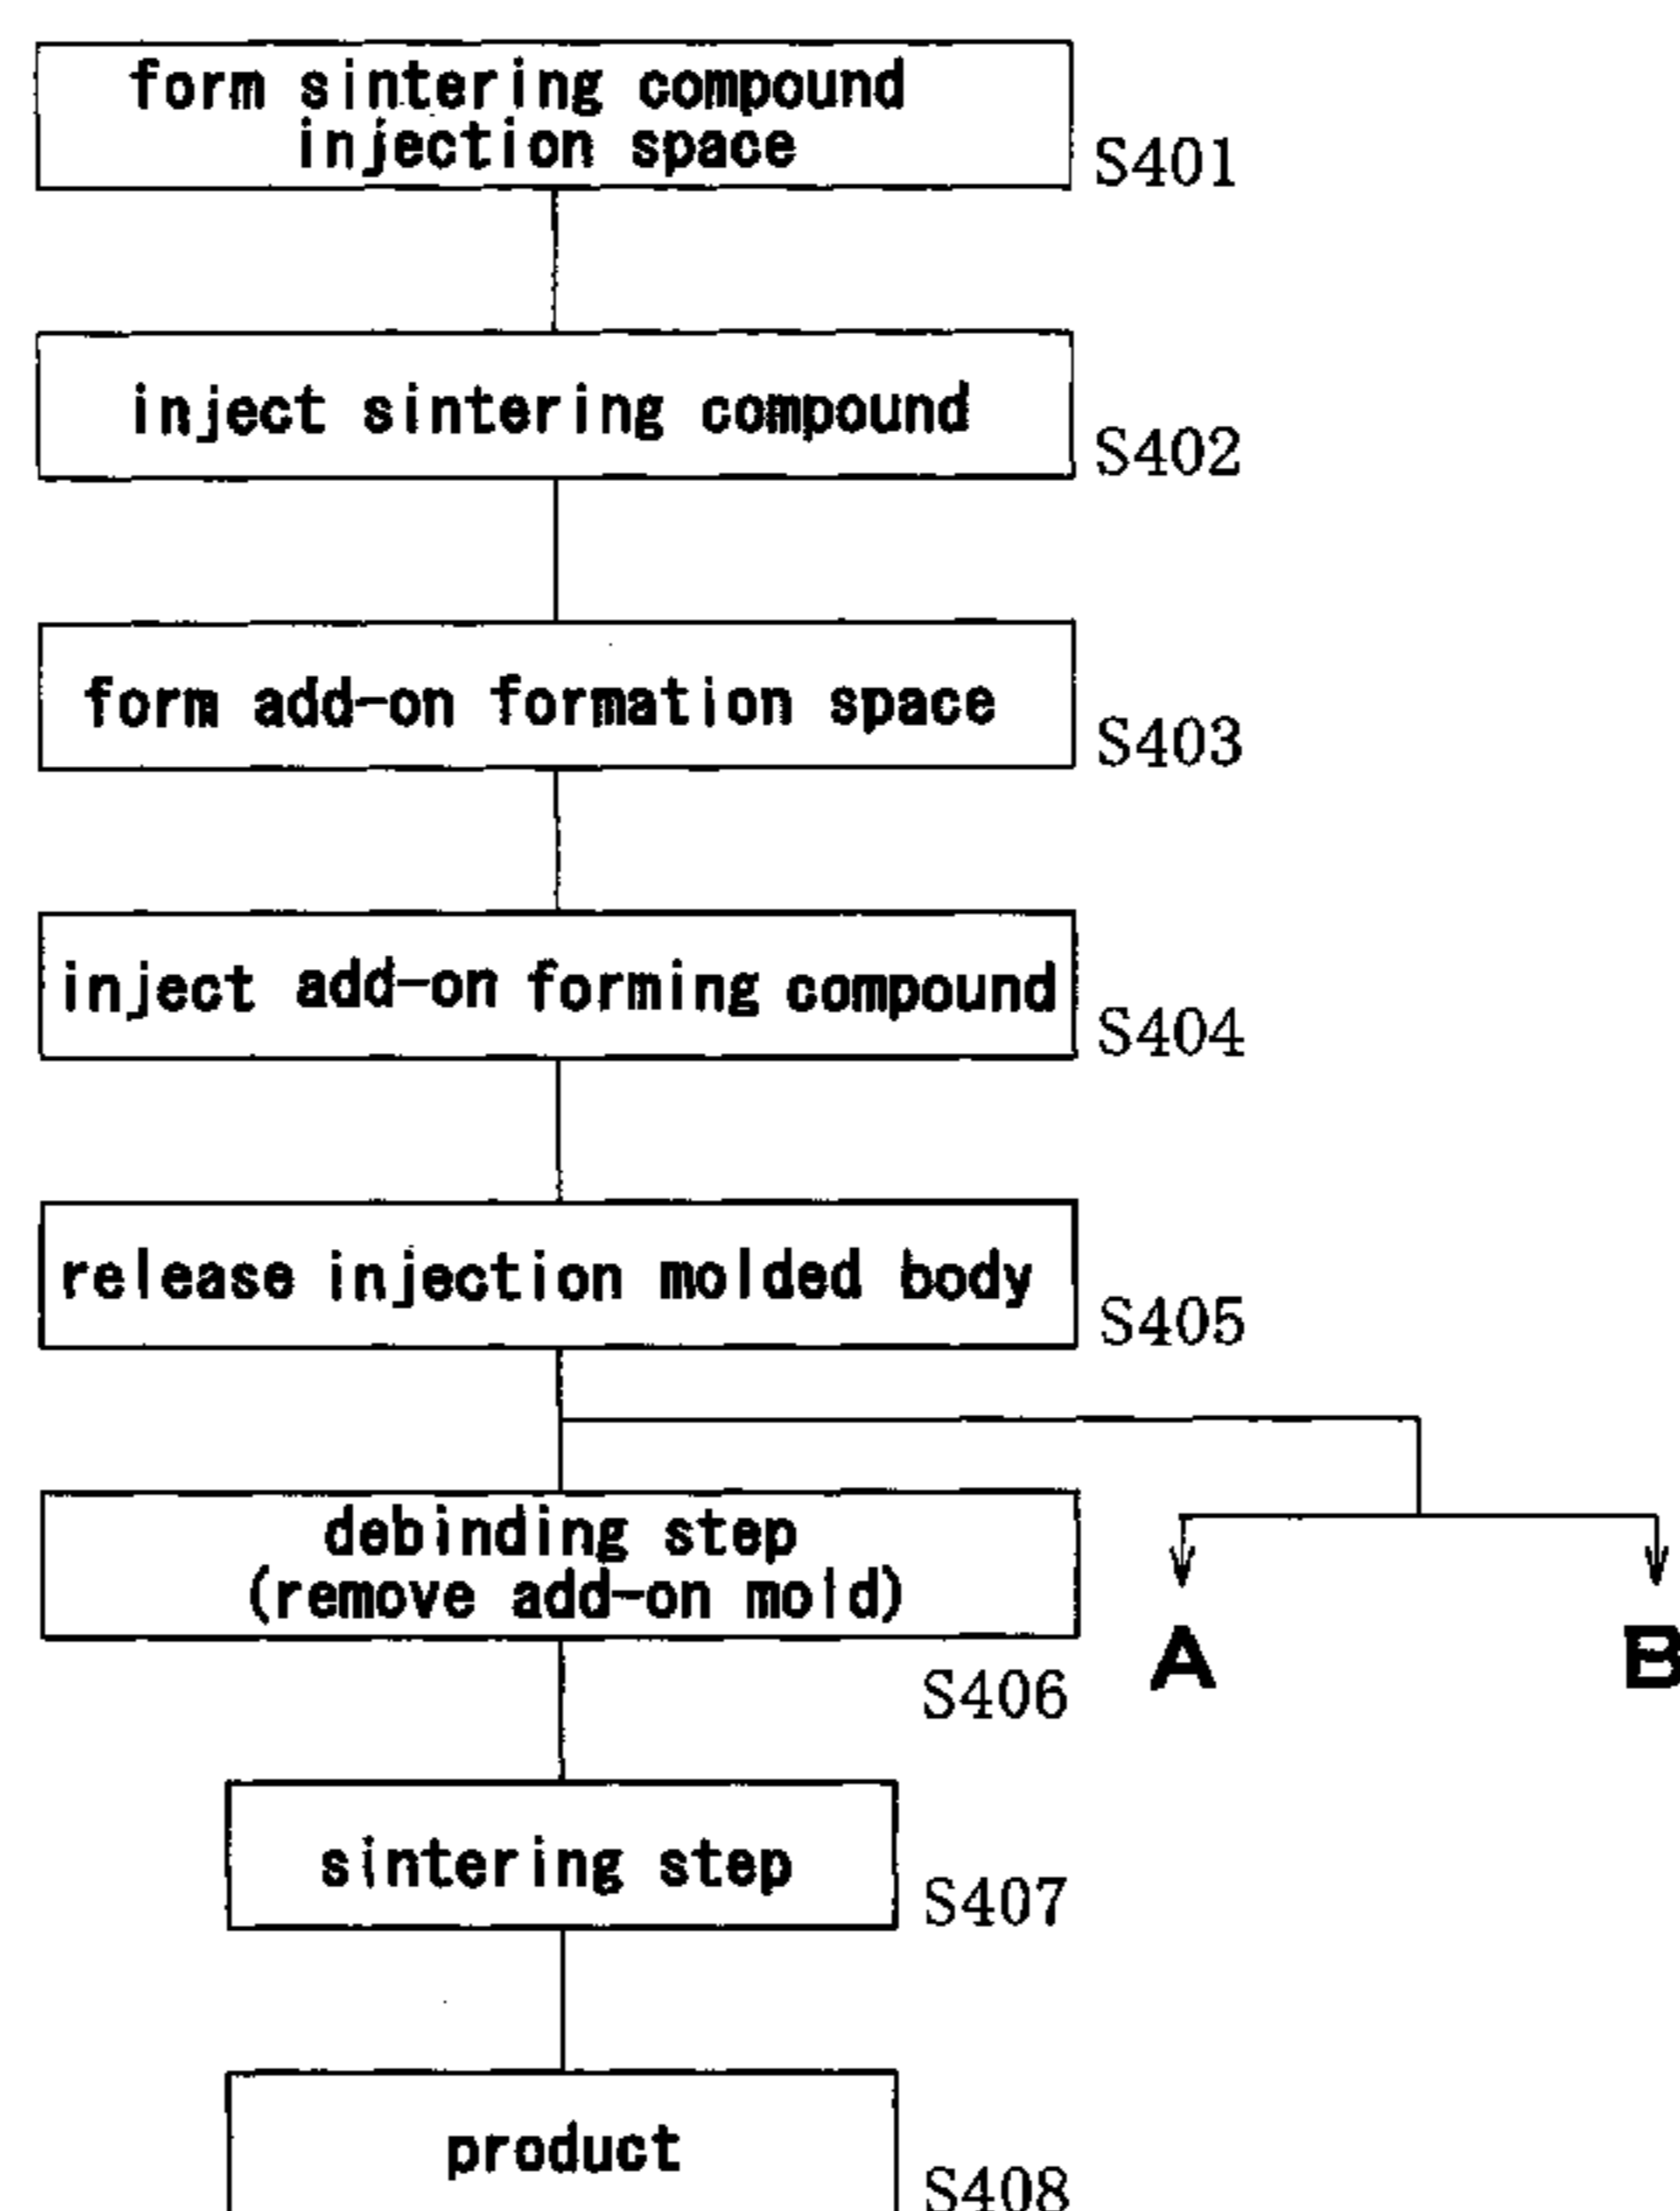 form sintering compound
injection space
S401
inject sintering compound
S402
form add-on formation space
S403
inject add-on forming compound
S404
release injection molded body
S405
debinding step
(remove add-on mold)
S406
A
B
sintering step
S407
product
S408